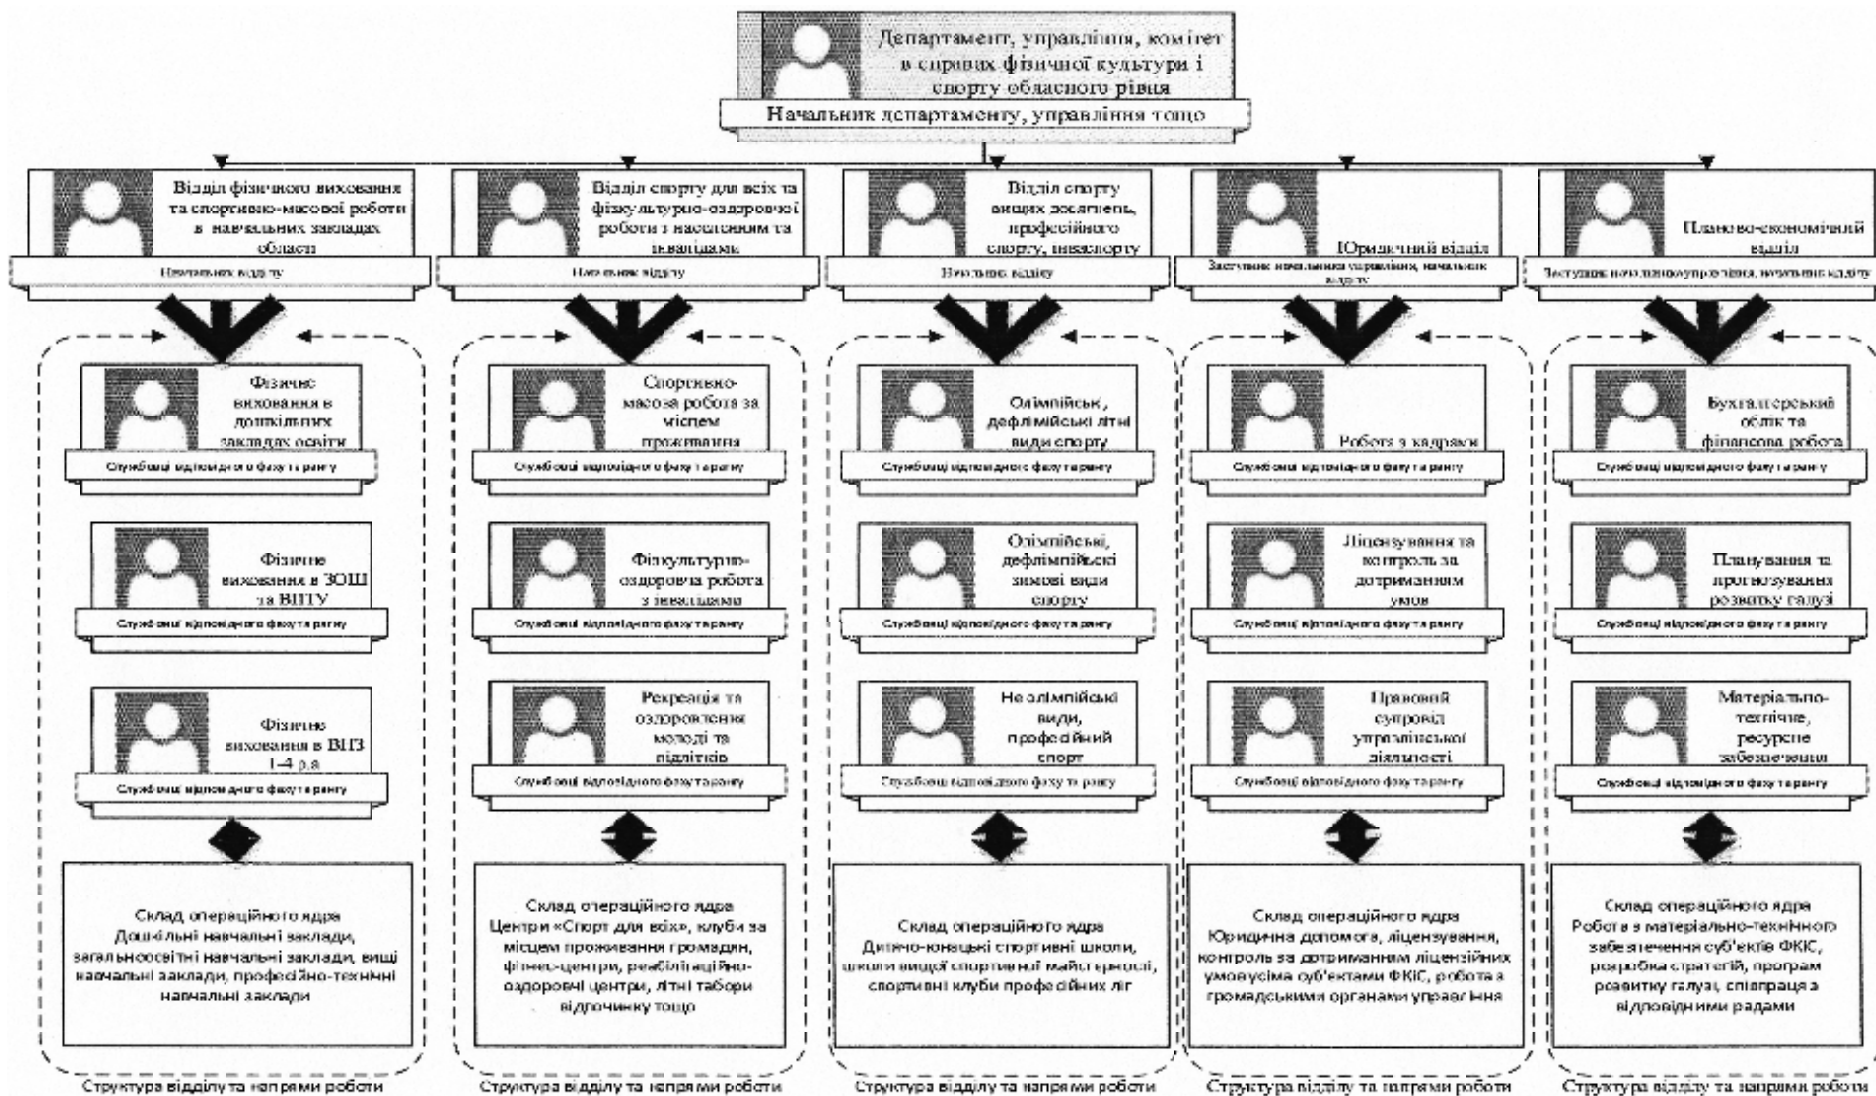 Департамент, управління, комітет
в справах фізичної культури і
спорту обласного рівня
Начальник департаменту, управління тощо
Відділ фізичного виховання
та спортивно-масової роботи
в навчальних закладах
області
Начальник відділу
Відділ спорту для всіх та
фізкультурно-оздоровчої
роботи з населенням та
інвалідами
Начальник відділу
Відділ спорту
вищих досягнень,
професійного
спорту, інваспорту
Начальник відділу
Юридичний відділ
Заступник начальника управління, начальник
відділу
Планово-економічний
відділ
Заступник начальника управління, начальник відділу
Фізичне
виховання в
дошкільних
закладах освіти
Службовці відповідного фаху та рангу
Фізичне
виховання в ЗОШ
та ВПТУ
Службовці відповідного фаху та рангу
Фізичне
виховання в ВНЗ
1-4 р.а
Службовці відповідного фаху та рангу
Склад операційного ядра
Дошкільні навчальні заклади,
загальноосвітні навчальні заклади, вищі
навчальні заклади, професійно-технічні
навчальні заклади
Структура відділу та напрями роботи
Спортивно-
масова робота за
місцем
проживання
Службовці відповідного фаху та рангу
Фізкультурно-
оздоровча робота
з інвалідами
Службовці відповідного фаху та рангу
Рекреація та
оздоровлення
молоді та
підлітків
Службовці відповідного фаху та рангу
Склад операційного ядра
Центри «Спорт для всіх», клуби за
місцем проживання громадян,
фітнес-центри, реабілітаційно-
оздоровчі центри, літні табори
відпочинку тощо
Структура відділу та напрями роботи
Олімпійськ,
дефлімпійські літні
види спорту
Службовці відповідного фаху та рангу
Олімпійські,
дефлімпійьскі
зимові види
спорту
Службовці відповідного фаху та рангу
Не олімпійські
види,
професійний
спорт
Службовці відповідного фаху та рангу
Склад операційного ядра
Дитячо-юнацькі спортивні школи,
школи вищої спортивної майстерності,
спортивні клуби професійних ліг
Структура відділу та напрями роботи
Робота з кадрами
Службовці відповідного фаху та рангу
Ліцензування та
контроль за
дотриманням
умов
Службовці відповідного фаху та рангу
Правовий
супровід
управлінської
діяльності
Службовці відповідного фаху та рангу
Склад операційного ядра
Юридична допомога, ліцензування,
контроль за дотриманням ліцензійних
умовусіма суб'єктами ФКіС, робота з
громадськими органами управління
Структура відділу та напрями роботи
Бухгалтерський
облік та
фінансова робота
Службовці відповідного фаху та рангу
Планування та
прогнозування
розвитку галузі
Службовці відповідного фаху та рангу
Матеріально-
технічне,
ресурсне
забезпечення
Службовці відповідного фаху та рангу
Склад операційного ядра
Робота з матеріально-технічного
забезпечення суб'єктів ФКІС,
розробка стратегій, програм
розвитку галузі, співпраця з
відповідними радами
Структура відділу та напрями роботи